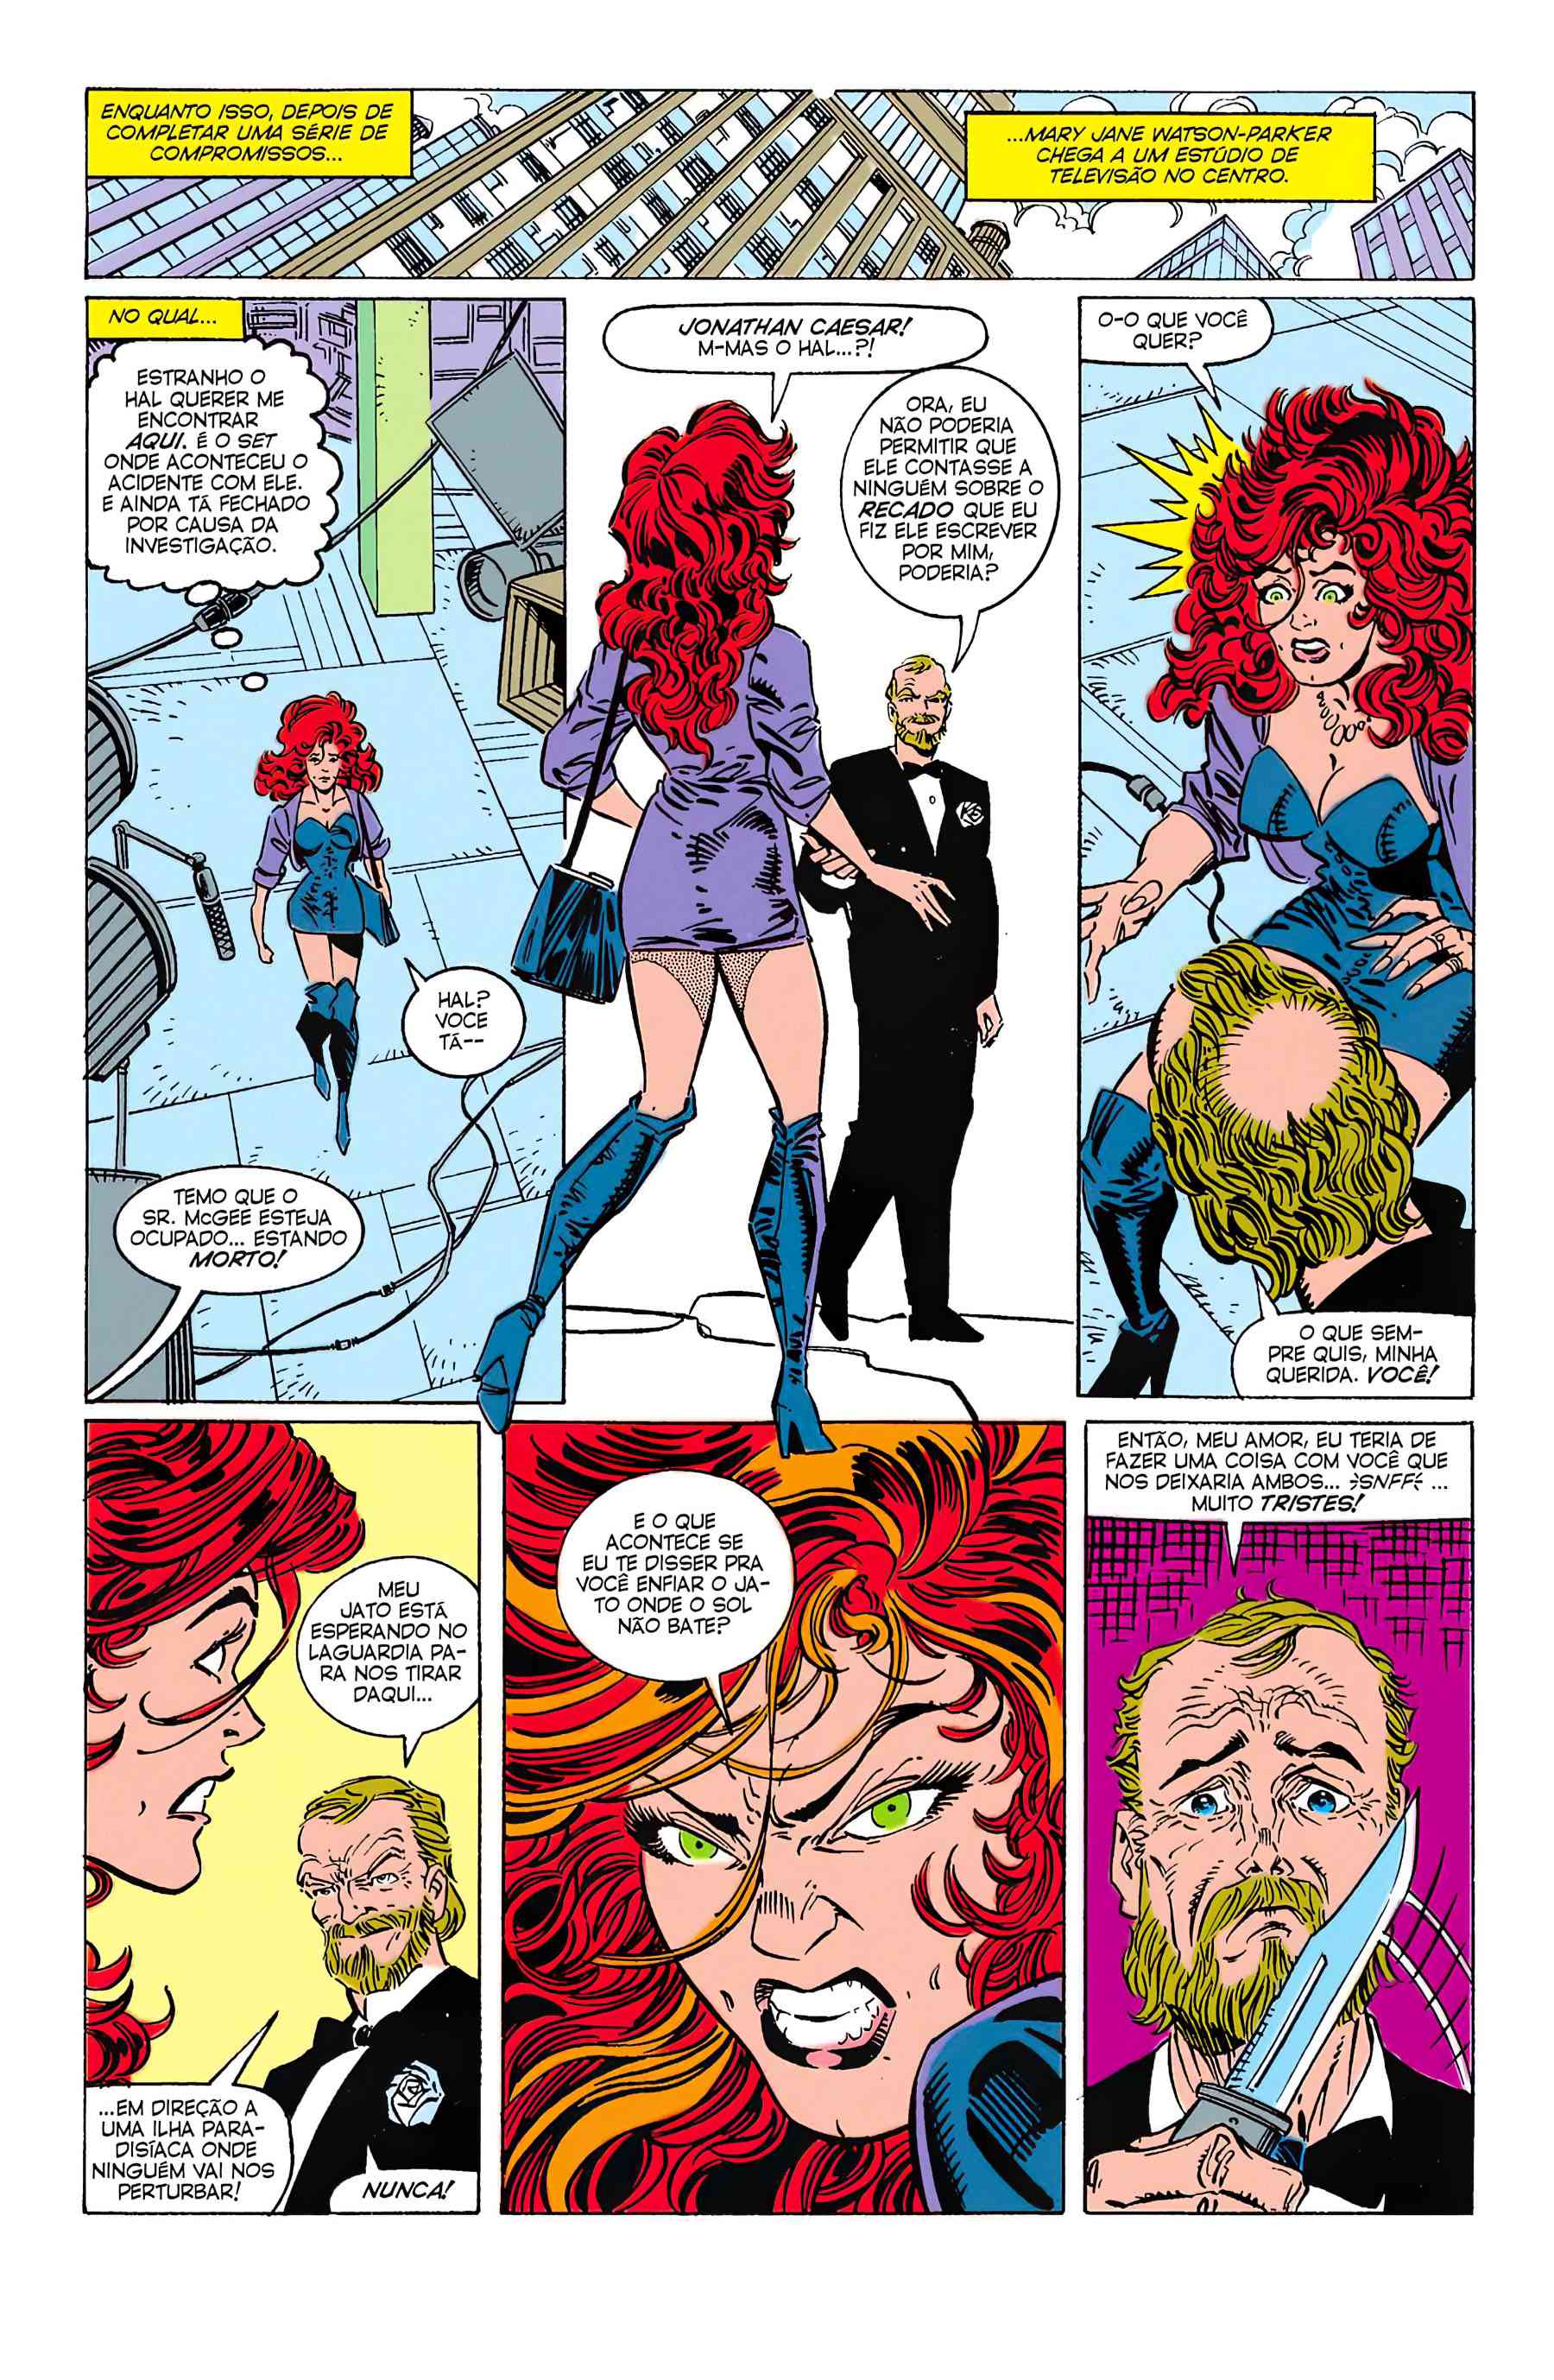 ENQUANTO ISSO, DEPOIS DE
COMPLETAR UMA SÉRIE DE
COMPROMISSOS...
...MARY JANE WATSON-PARKER
CHEGA A UM ESTÚDIO DE
TELEVISÃO NO CENTRO.
NO QUAL...
ESTRANHO O
HAL QUERER ME
ENCONTRAR
AQUI. É O SET
ONDE ACONTECEU O
ACIDENTE COM ELE.
E AINDA TÁ FECHADO
POR CAUSA DA
INVESTIGAÇÃO.
HAL?
VOCE
TÁ--
TEMO QUE O
SR. McGEE ESTEJA
OCUPADO... ESTANDO
MORTO!
JONATHAN CAESAR!
M-MAS O HAL...?!
ORA, EU
NÃO PODERIA
PERMITIR QUE
ELE CONTASSE A
NINGUÉM SOBRE O
RECADO QUE EU
FIZ ELE ESCREVER
POR MIM,
PODERIA?
O-O QUE VOCÊ
QUER?
O QUE SEM-
PRE QUIS, MINHA
QUERIDA. VOCÊ!
MEU
JATO ESTÁ
ESPERANDO NO
LAGUARDIA PA-
RA NOS TIRAR
DAQUI...
...EM DIREÇÃO A
UMA ILHA PARA-
DISÍACA ONDE
NINGUÉM VAI NOS
PERTURBAR!
NUNCA!
E O QUE
ACONTECE SE
EU TE DISSER PRA
VOCÊ ENFIAR O JA-
TO ONDE O SOL
NÃO BATE?
ENTÃO, MEU AMOR, EU TERIA DE
FAZER UMA COISA COM VOCÊ QUE
NOS DEIXARIA AMBOS... SNFF ...
MUITO TRISTES!